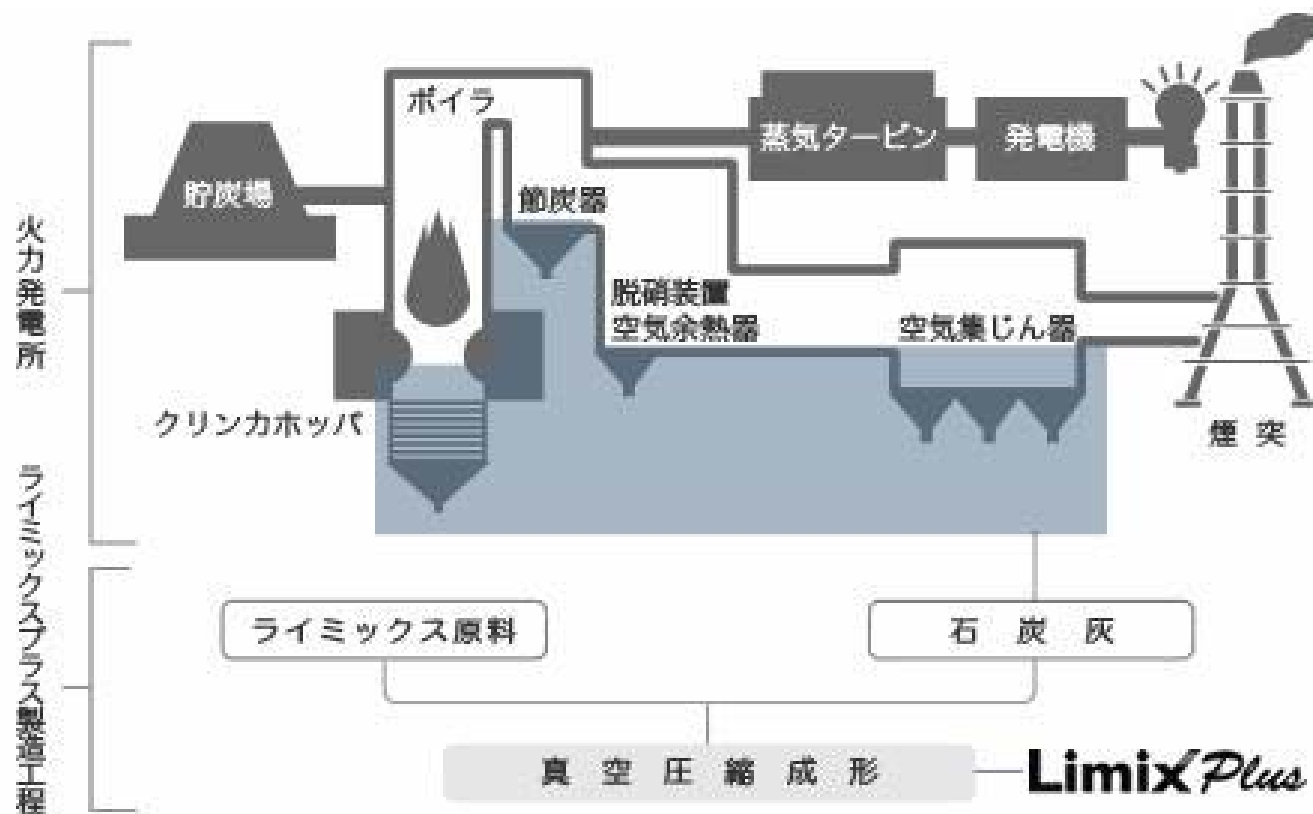 火力発電所
ボイラ
蒸気タービン
発電機
貯炭場
節炭器
脱硝装置
空気余熱器
空気集じん器
クリンカホッパ
煙突
ライミックスプラス製造工程
ライミックス原料
石炭灰
真空圧縮成形
Limix Plus